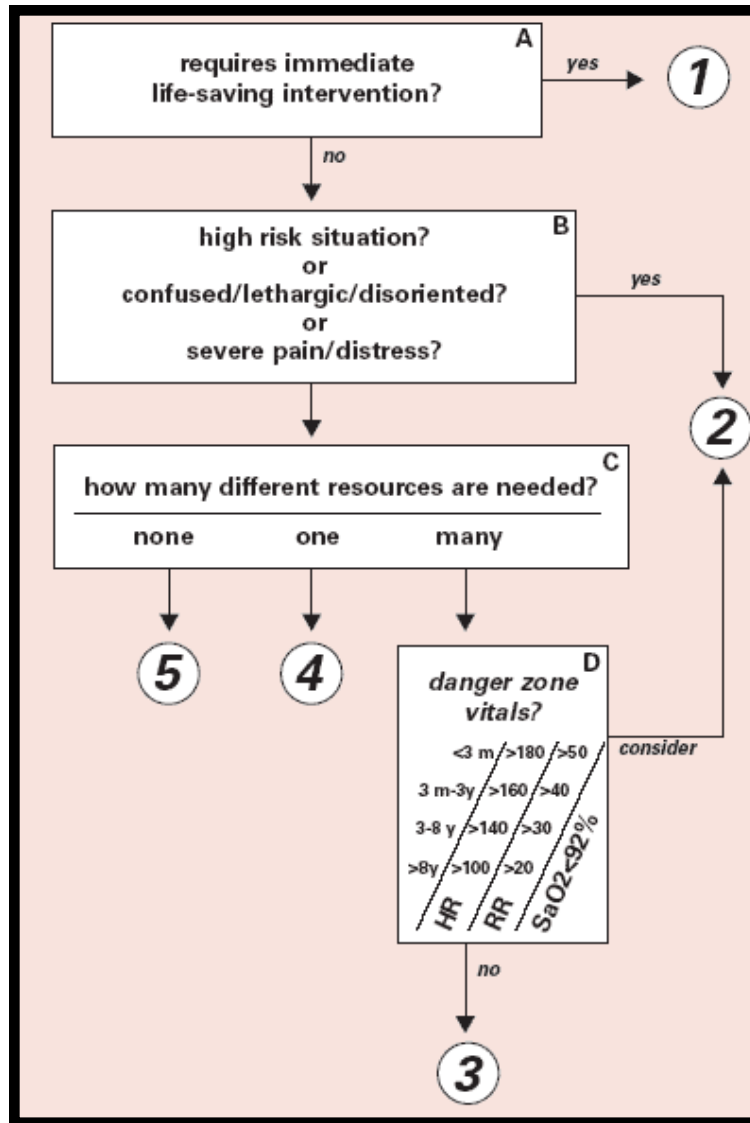 A
requires immediate
life-saving intervention?
yes
1
no
B
high risk situation?
or
confused/lethargic/disoriented?
or
severe pain/distress?
yes
2
C
how many different resources are needed?
none one many
5 4
D
danger zone
vitals?
consider
<3 m >180 >50
3 m-3y >160 >40
3-8 y >140 >30
>8y >100 >20
HR RR SaO2<92%
no
3